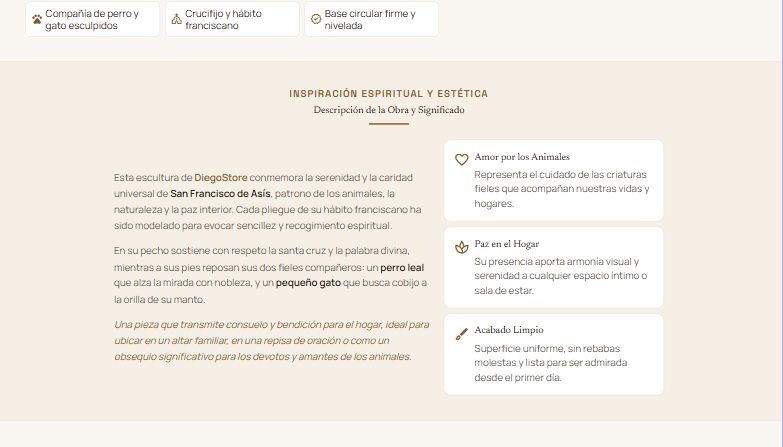 Compañía de perro y
gato esculpidos
Crucifijo y hábito
franciscano
Base circular firme y
nivelada
INSPIRACIÓN ESPIRITUAL Y ESTÉTICA
Descripción de la Obra y Significado
Esta escultura de DiegoStore conmemora la serenidad y la caridad
universal de San Francisco de Asís, patrono de los animales, la
naturaleza y la paz interior. Cada pliegue de su hábito franciscano ha
sido modelado para evocar sencillez y recogimiento espiritual.
En su pecho sostiene con respeto la santa cruz y la palabra divina,
mientras a sus pies reposan sus dos fieles compañeros: un perro leal
que alza la mirada con nobleza, y un pequeño gato que busca cobijo a
la orilla de su manto.
Una pieza que transmite consuelo y bendición para el hogar, ideal para
ubicar en un altar familiar, en una repisa de oración o como un
obsequio significativo para los devotos y amantes de los animales.
Amor por los Animales
Representa el cuidado de las criaturas
fieles que acompañan nuestras vidas y
hogares.
Paz en el Hogar
Su presencia aporta armonía visual y
serenidad a cualquier espacio íntimo o
sala de estar.
Acabado Limpio
Superficie uniforme, sin rebabas
molestas y lista para ser admirada
desde el primer día.